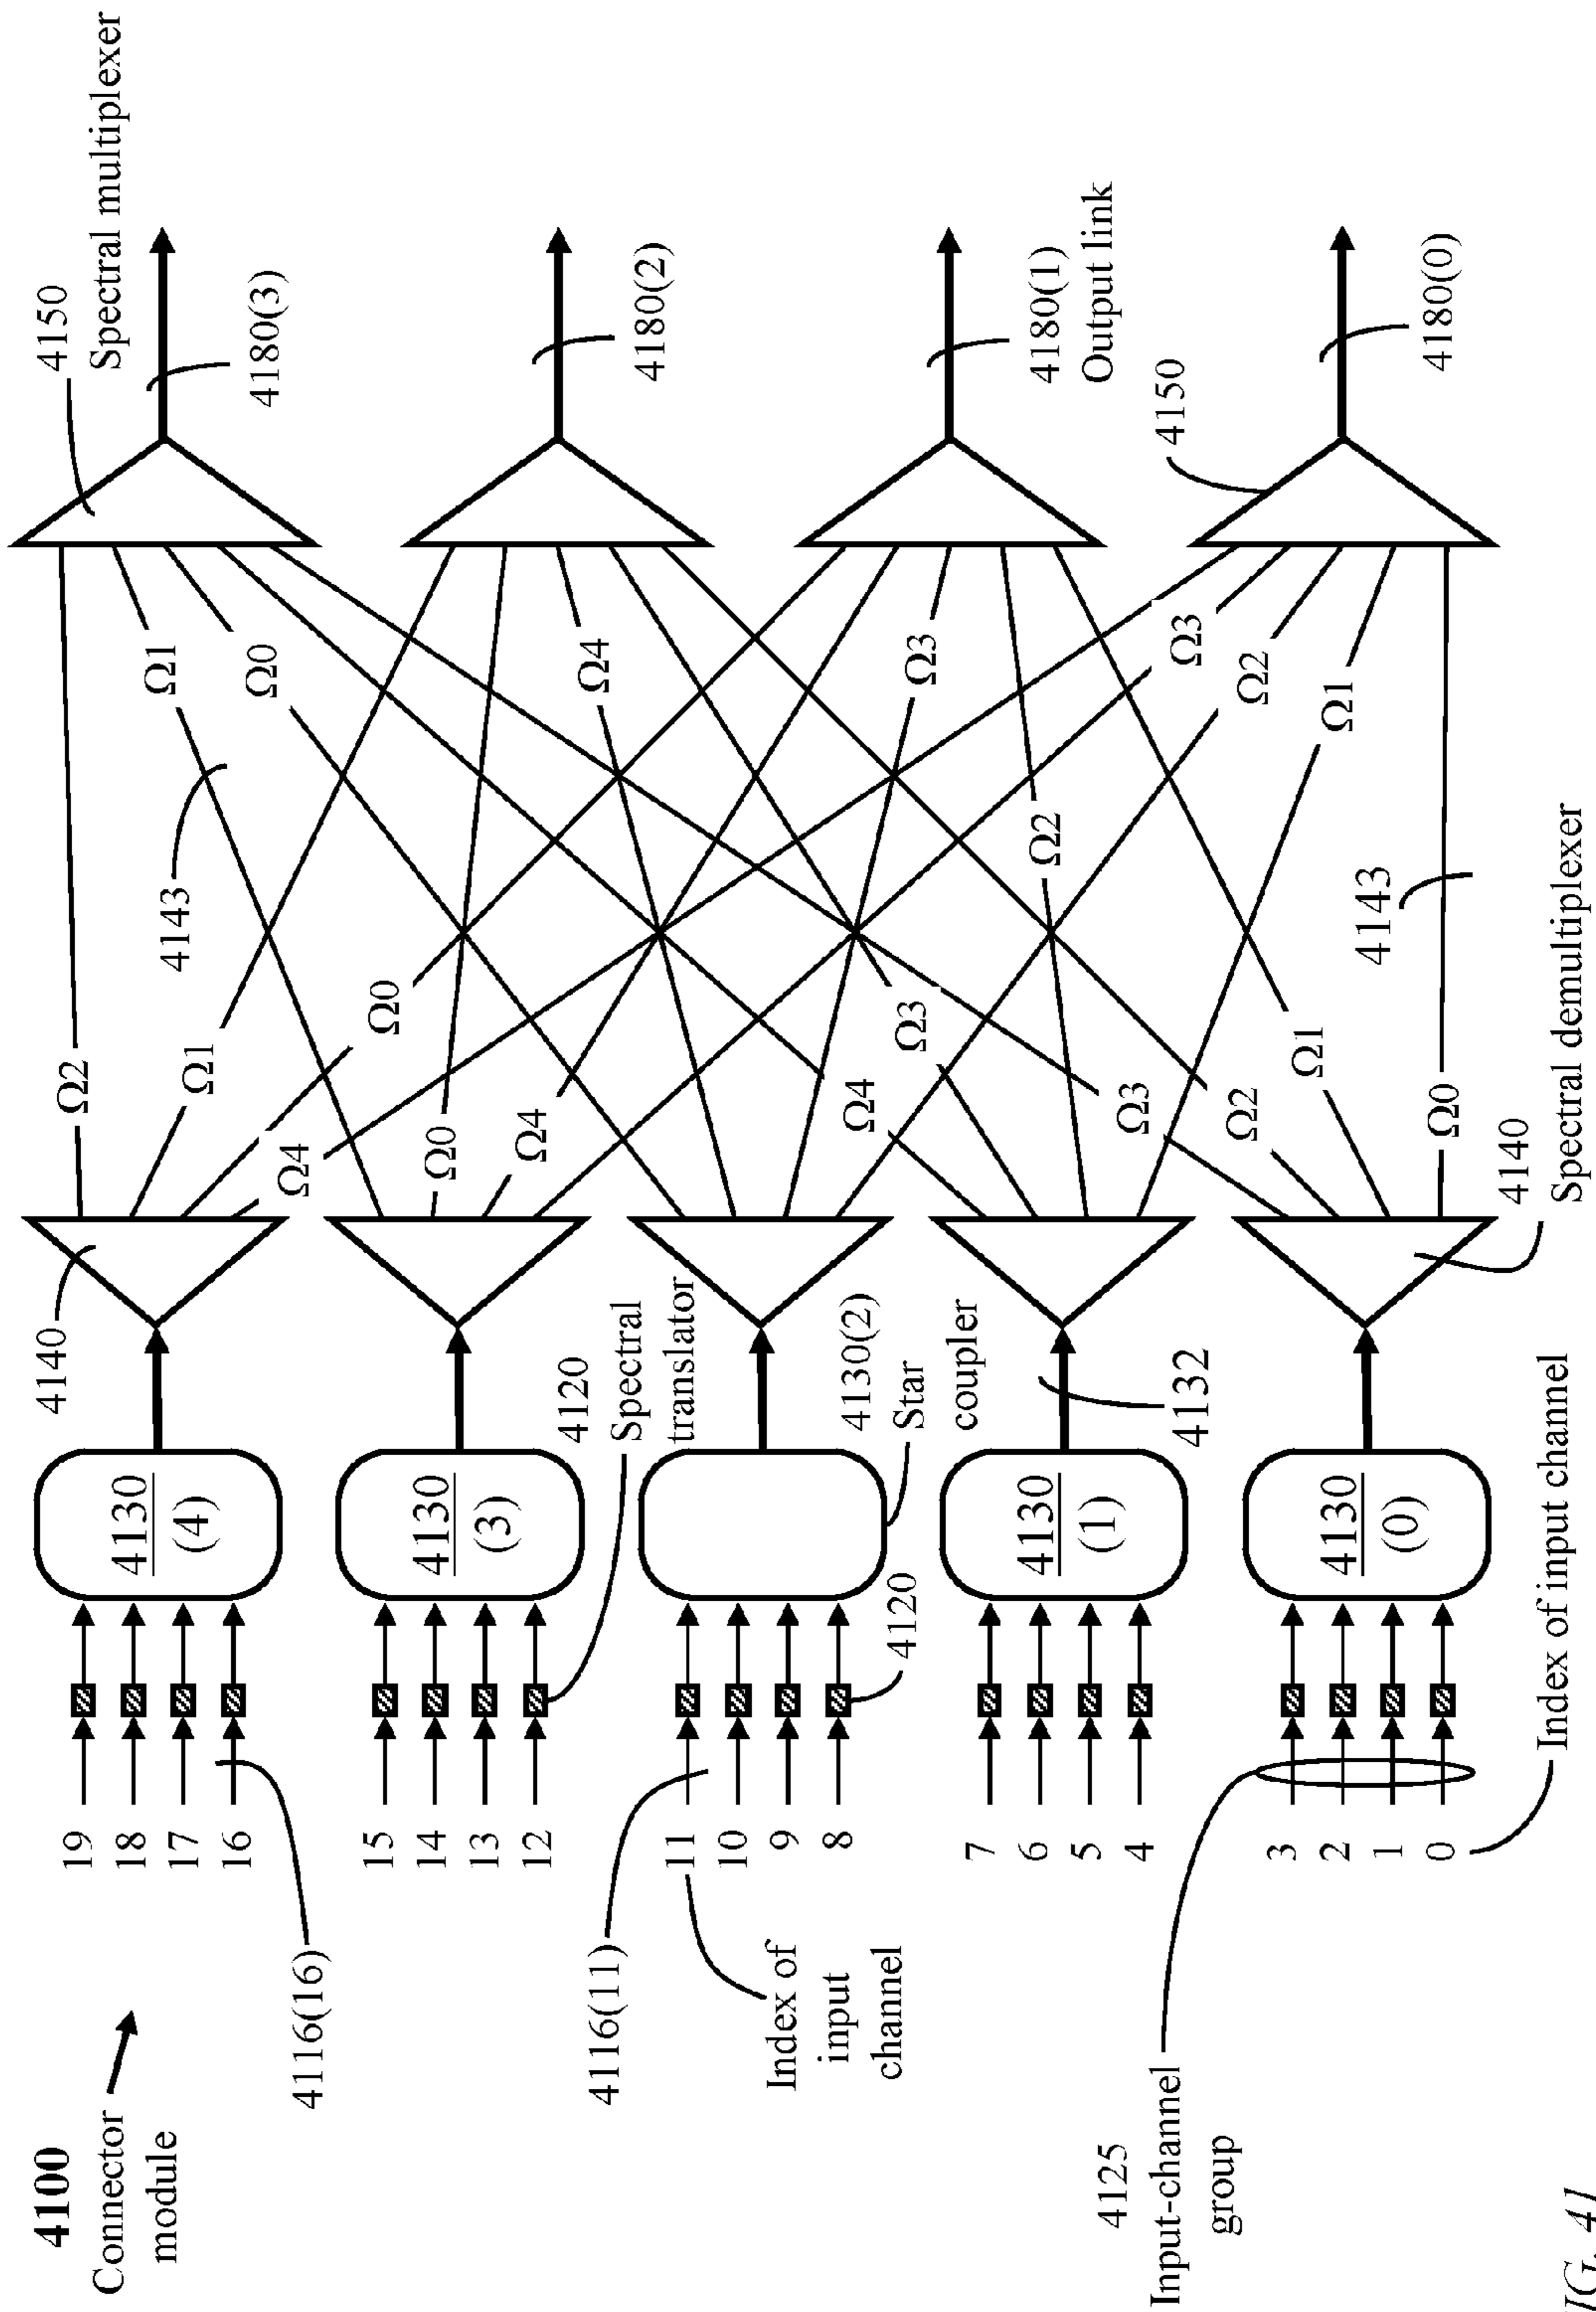 4100
Connector
module
4116(16)
4116(11)
Index of
input
channel
4125
Input-channel
group
19
18
17
16
15
14
13
12
11
10
9
8
7
6
5
4
3
2
1
0
Index of input channel
4120
4130
(4)
4130
(3)
4130
(1)
4130
(0)
4120
Spectral
translator
4130(2)
Star
coupler
4132
4140
4140
Spectral demultiplexer
Ω2
Ω1
Ω0
Ω4
Ω0
Ω4
Ω4
Ω3
Ω3
Ω2
Ω1
Ω0
4143
4143
Ω2
Ω1
Ω0
Ω4
Ω3
Ω3
Ω2
Ω1
4150
Spectral multiplexer
4150
4180(3)
4180(2)
4180(1)
Output link
4180(0)